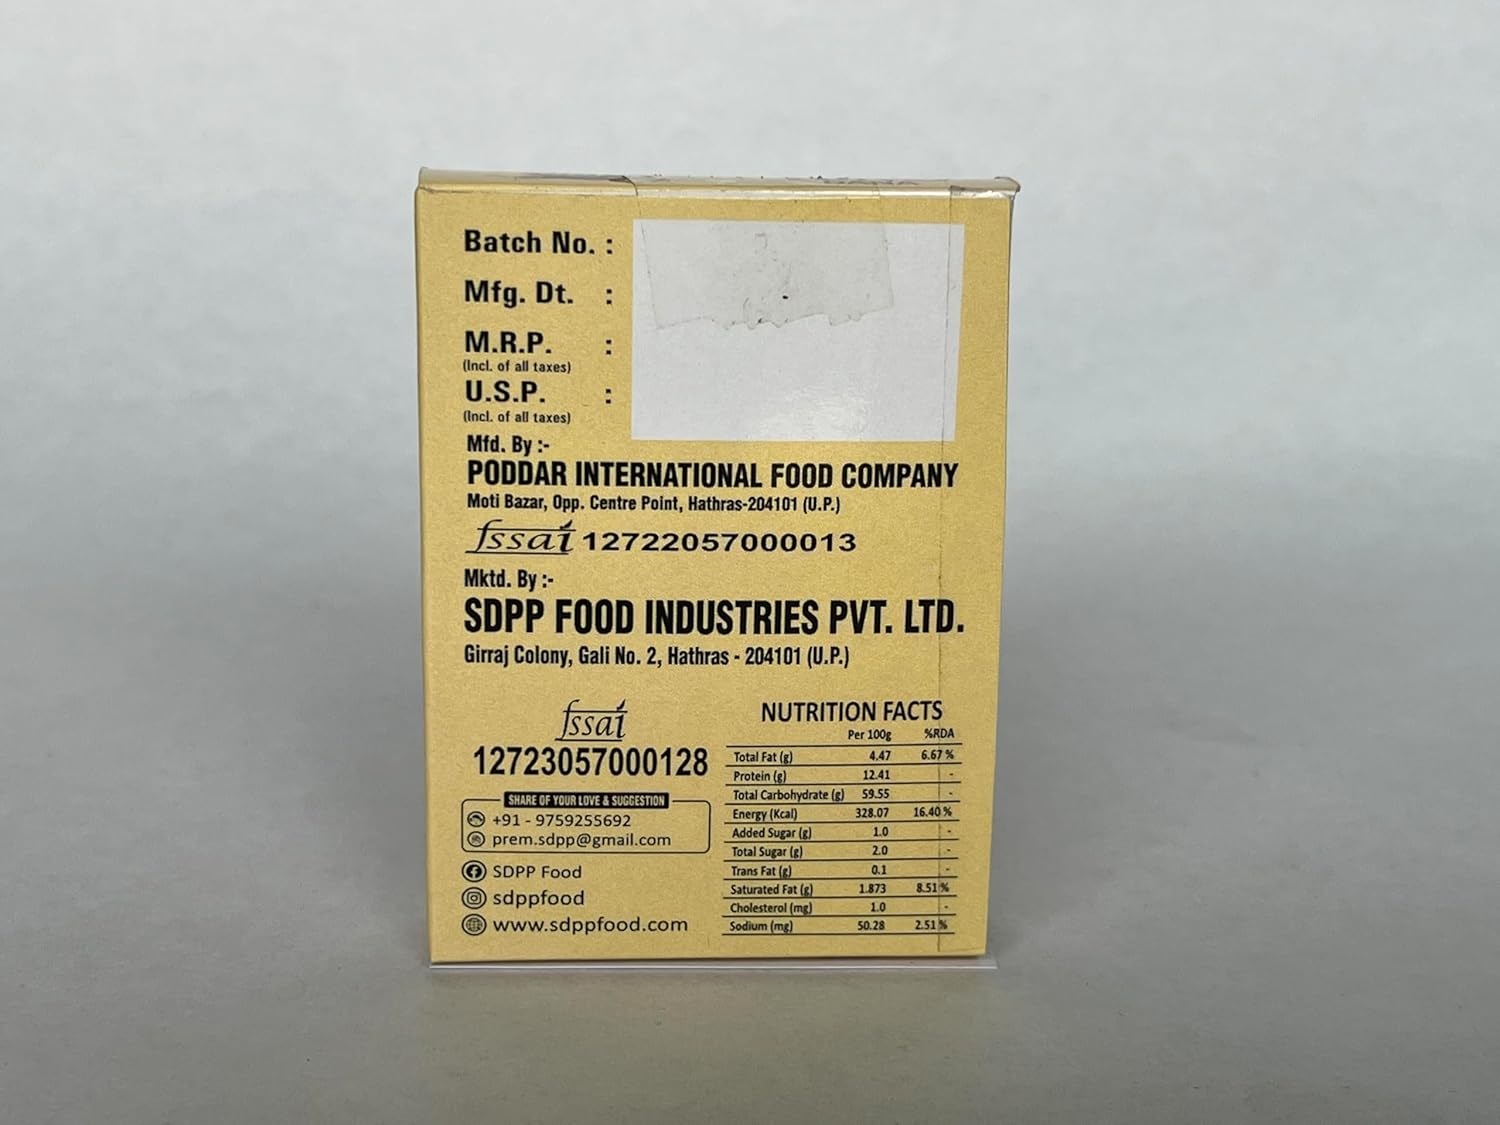 Batch No. :
Mfg. Dt. :
M.R.P. :
(Incl. of all taxes)
U.S.P. :
(Incl. of all taxes)
Mfd. By :-
PODDAR INTERNATIONAL FOOD COMPANY
Moti Bazar, Opp. Centre Point, Hathras-204101 (U.P.)
fssai 12722057000013
Mktd. By :-
SDPP FOOD INDUSTRIES PVT. LTD.
Girraj Colony, Gali No. 2, Hathras - 204101 (U.P.)
fssai
12723057000128
SHARE OF YOUR LOVE & SUGGESTION
+91 - 9759255692
prem.sdpp@gmail.com
SDPP Food
sdppfood
www.sdppfood.com
NUTRITION FACTS
Per 100g %RDA
Total Fat (g) 4.47 6.67 %
Protein (g) 12.41 -
Total Carbohydrate (g) 59.55 -
Energy (Kcal) 328.07 16.40 %
Added Sugar (g) 1.0 -
Total Sugar (g) 2.0 -
Trans Fat (g) 0.1 -
Saturated Fat (g) 1.873 8.51 %
Cholesterol (mg) 1.0 -
Sodium (mg) 50.28 2.51 %